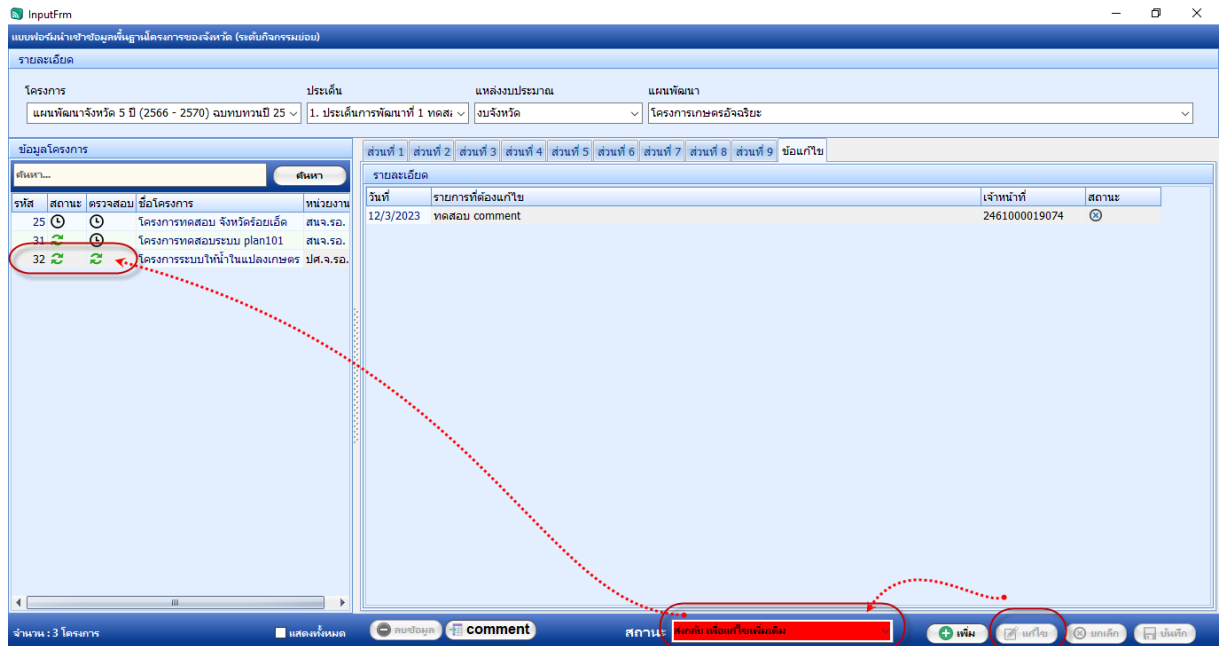 InputFrm
แบบฟอร์มนำเข้าข้อมูลพื้นฐานโครงการของจังหวัด (ระดับกิจกรรมย่อย)
รายละเอียด
โครงการ ประเด็น แหล่งงบประมาณ แผนพัฒนา
แผนพัฒนาจังหวัด 5 ปี (2566 - 2570) ฉบบทบทวนปี 25 1. ประเด็นการพัฒนาที่ 1 ทดสะ งบจังหวัด โครงการเกษตรอัจฉริยะ
ข้อมูลโครงการ
ส่วนที่ 1 ส่วนที่ 2 ส่วนที่ 3 ส่วนที่ 4 ส่วนที่ 5 ส่วนที่ 6 ส่วนที่ 7 ส่วนที่ 8 ส่วนที่ 9 ข้อแก้ไข
ค้นหา... ค้นหา
รายละเอียด
รหัส สถานะ ตรวจสอบ ชื่อโครงการ หน่วยงาน
25 โครงการทดสอบ จังหวัดร้อยเอ็ด สนจ.รอ.
31 โครงการทดสอบระบบ plan101 สนจ.รอ.
32 โครงการระบบให้น้ำในแปลงเกษตร ปศ.จ.รอ.
วันที่ รายการที่ต้องแก้ไข เจ้าหน้าที่ สถานะ
12/3/2023 ทดสอบ comment 2461000019074
จำนวน : 3 โครงการ แสดงทั้งหมด ลบข้อมูล comment สถานะ ส่งกลับ เพื่อแก้ไขเพิ่มเติม เพิ่ม แก้ไข ยกเลิก บันทึก